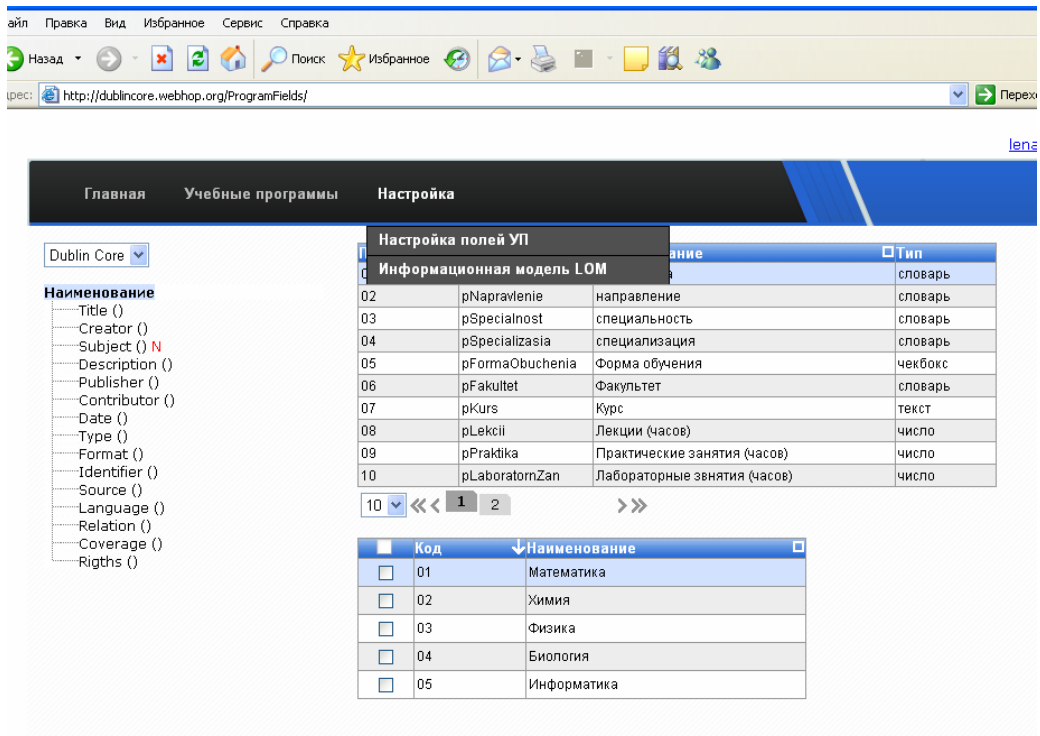 айл Правка Вид Избранное Сервис Справка
Назад Поиск Избранное
дрес: http://dublincore.webhop.org/ProgramFields/ Перех
lena
Главная Учебные программы Настройка
Настройка полей УП
Информационная модель LOM
Dublin Core
ание Тип
словарь
02 pNapravlenie направление словарь
03 pSpecialnost специальность словарь
04 pSpecializasia специализация словарь
05 pFormaObuchenia Форма обучения чекбокс
06 pFakultet Факультет словарь
07 pKurs Курс текст
08 pLekcii Лекции (часов) число
09 pPraktika Практические занятия (часов) число
10 pLaboratornZan Лабораторные звнятия (часов) число
10 1 2
Наименование
Title ()
Creator ()
Subject () N
Description ()
Publisher ()
Contributor ()
Date ()
Type ()
Format ()
Identifier ()
Source ()
Language ()
Relation ()
Coverage ()
Rigths ()
Код Наименование
01 Математика
02 Химия
03 Физика
04 Биология
05 Информатика